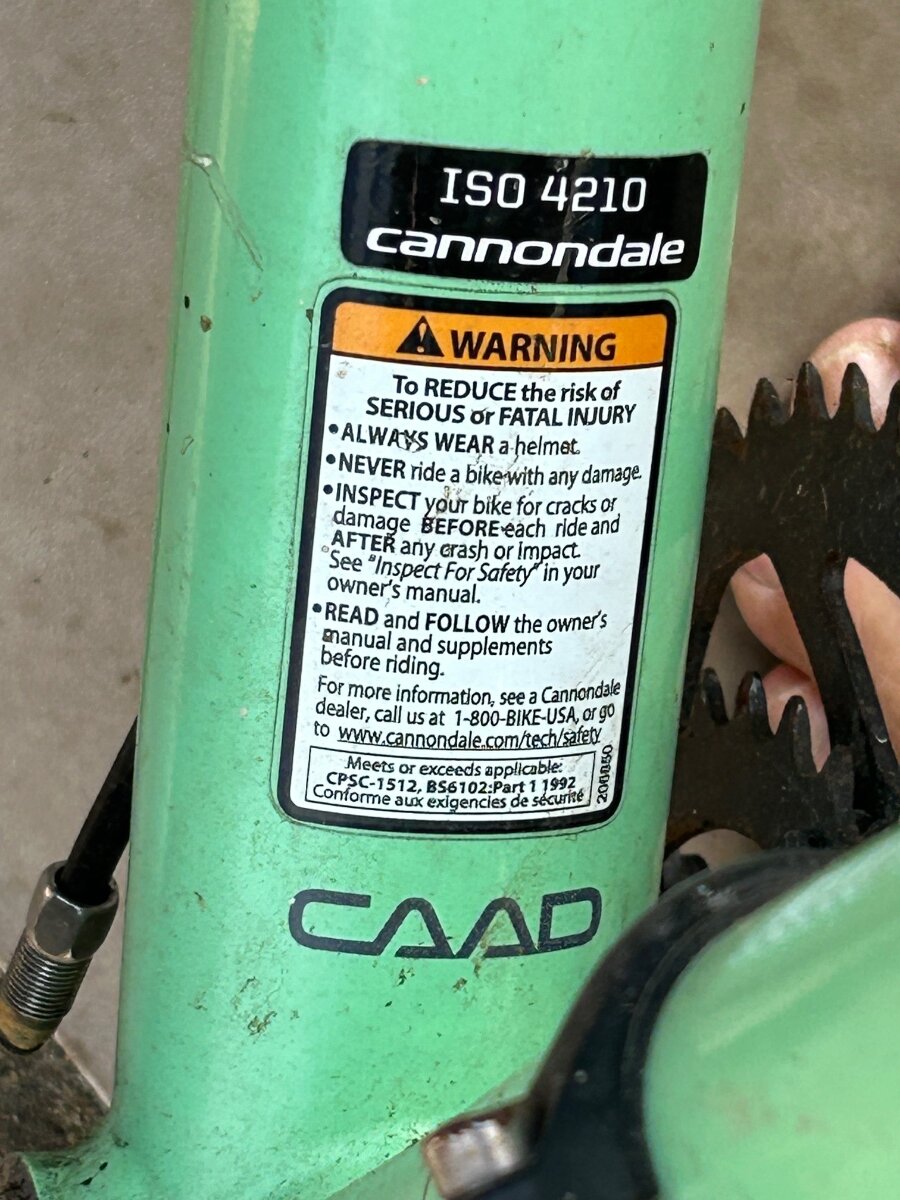 ISO 4210
cannondale
WARNING
To REDUCE the risk of
SERIOUS or FATAL INJURY
•ALWAYS WEAR a helmet.
•NEVER ride a bike with any damage.
•INSPECT your bike for cracks or
damage BEFORE each ride and
AFTER any crash or impact.
See "Inspect For Safety" in your
owner's manual.
•READ and FOLLOW the owner's
manual and supplements
before riding.
For more information, see a Cannondale
dealer, call us at 1-800-BIKE-USA, or go
to www.cannondale.com/tech/safety
Meets or exceeds applicable:
CPSC-1512, BS6102:Part 1 1992
Conforme aux exigencies de sécurité
CAAD